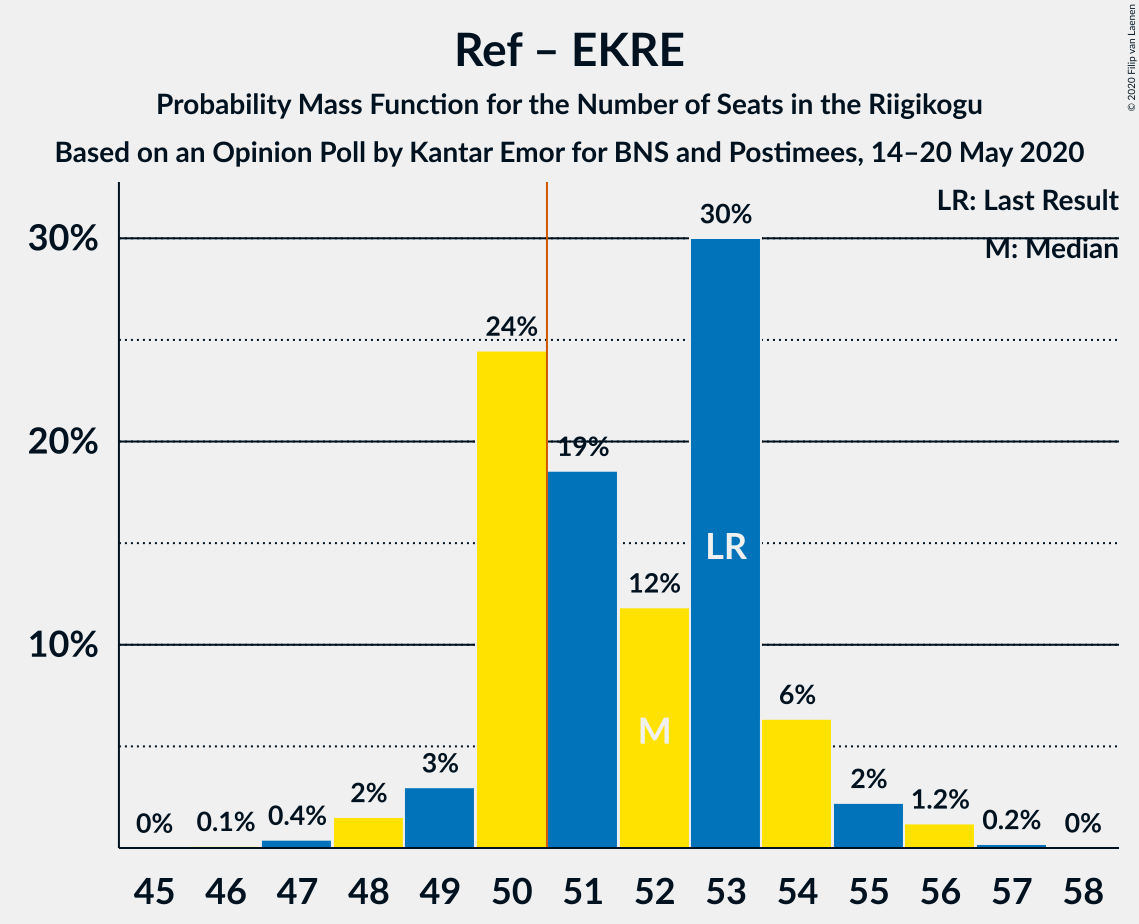 Ref – EKRE
Probability Mass Function for the Number of Seats in the Riigikogu
Based on an Opinion Poll by Kantar Emor for BNS and Postimees, 14–20 May 2020
© 2020 Filip van Laenen
LR: Last Result
M: Median
30%
20%
10%
0%
0.1%
0.4%
2%
3%
24%
19%
12%
30%
6%
2%
1.2%
0.2%
0%
LR
M
45 46 47 48 49 50 51 52 53 54 55 56 57 58